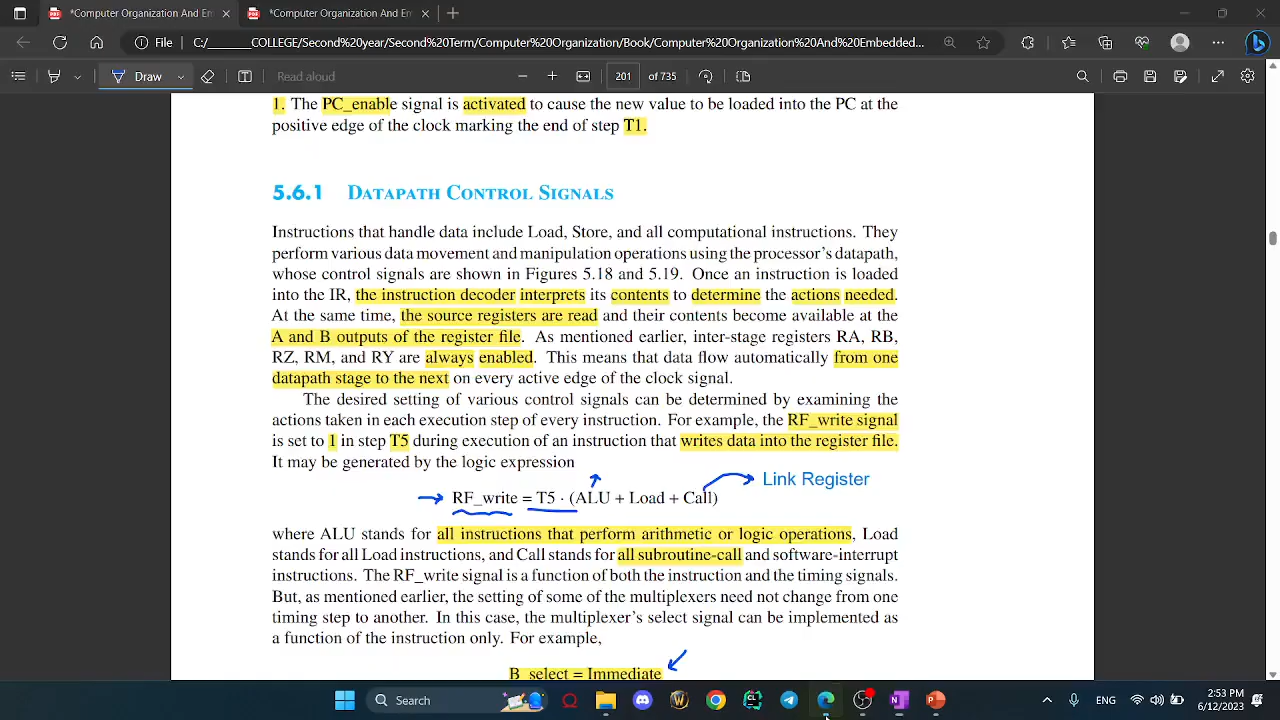 *Computer Organization And Em
*Computer Organization And Em
File
C:/______COLLEGE/Second%20year/Second%20Term/Computer%20Organization/Book/Computer%20Organization%20And%20Embedded...
Draw
Read aloud
201 of 735
1. The PC_enable signal is activated to cause the new value to be loaded into the PC at the
positive edge of the clock marking the end of step T1.
5.6.1 DATAPATH CONTROL SIGNALS
Instructions that handle data include Load, Store, and all computational instructions. They
perform various data movement and manipulation operations using the processor's datapath,
whose control signals are shown in Figures 5.18 and 5.19. Once an instruction is loaded
into the IR, the instruction decoder interprets its contents to determine the actions needed.
At the same time, the source registers are read and their contents become available at the
A and B outputs of the register file. As mentioned earlier, inter-stage registers RA, RB,
RZ, RM, and RY are always enabled. This means that data flow automatically from one
datapath stage to the next on every active edge of the clock signal.
The desired setting of various control signals can be determined by examining the
actions taken in each execution step of every instruction. For example, the RF_write signal
is set to 1 in step T5 during execution of an instruction that writes data into the register file.
It may be generated by the logic expression
RF_write = T5 · (ALU + Load + Call)
Link Register
where ALU stands for all instructions that perform arithmetic or logic operations, Load
stands for all Load instructions, and Call stands for all subroutine-call and software-interrupt
instructions. The RF_write signal is a function of both the instruction and the timing signals.
But, as mentioned earlier, the setting of some of the multiplexers need not change from one
timing step to another. In this case, the multiplexer's select signal can be implemented as
a function of the instruction only. For example,
B_select = Immediate
Search
ENG
2:53 PM
6/12/2023